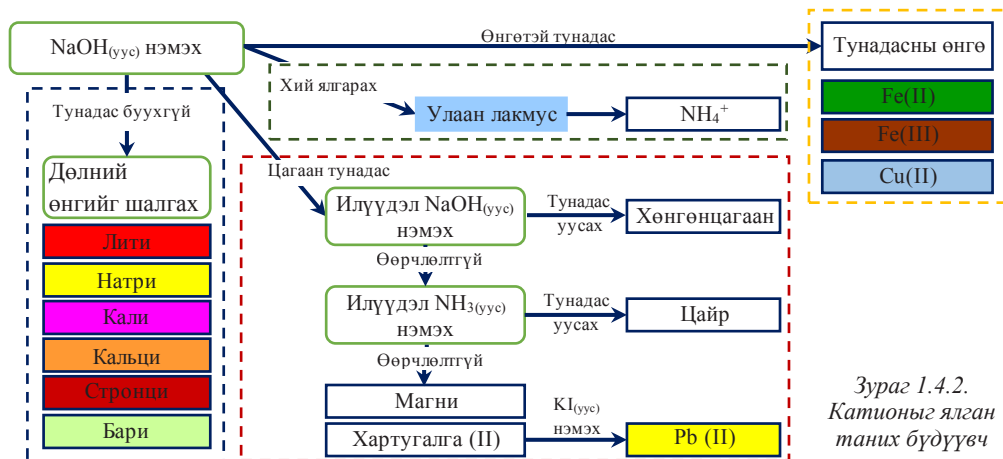 NaOH(уус) нэмэх
Өнгөтэй тунадас
Тунадасны өнгө
Хий ялгарах
Fe(II)
Тунадас буухгүй
Улаан лакмус
NH₄⁺
Fe(III)
Cu(II)
Цагаан тунадас
Дөлний
өнгийг шалгах
Илүүдэл NaOH(уус)
нэмэх
Тунадас
уусах
Хөнгөнцагаан
Лити
Өөрчлөлтгүй
Натри
Илүүдэл NH₃(уус)
нэмэх
Тунадас
уусах
Цайр
Кали
Кальци
Өөрчлөлтгүй
Стронци
Магни
Бари
Хартугалга (II)
KI(уус)
нэмэх
Pb (II)
Зураг 1.4.2.
Катионыг ялган
таних бүдүүвч